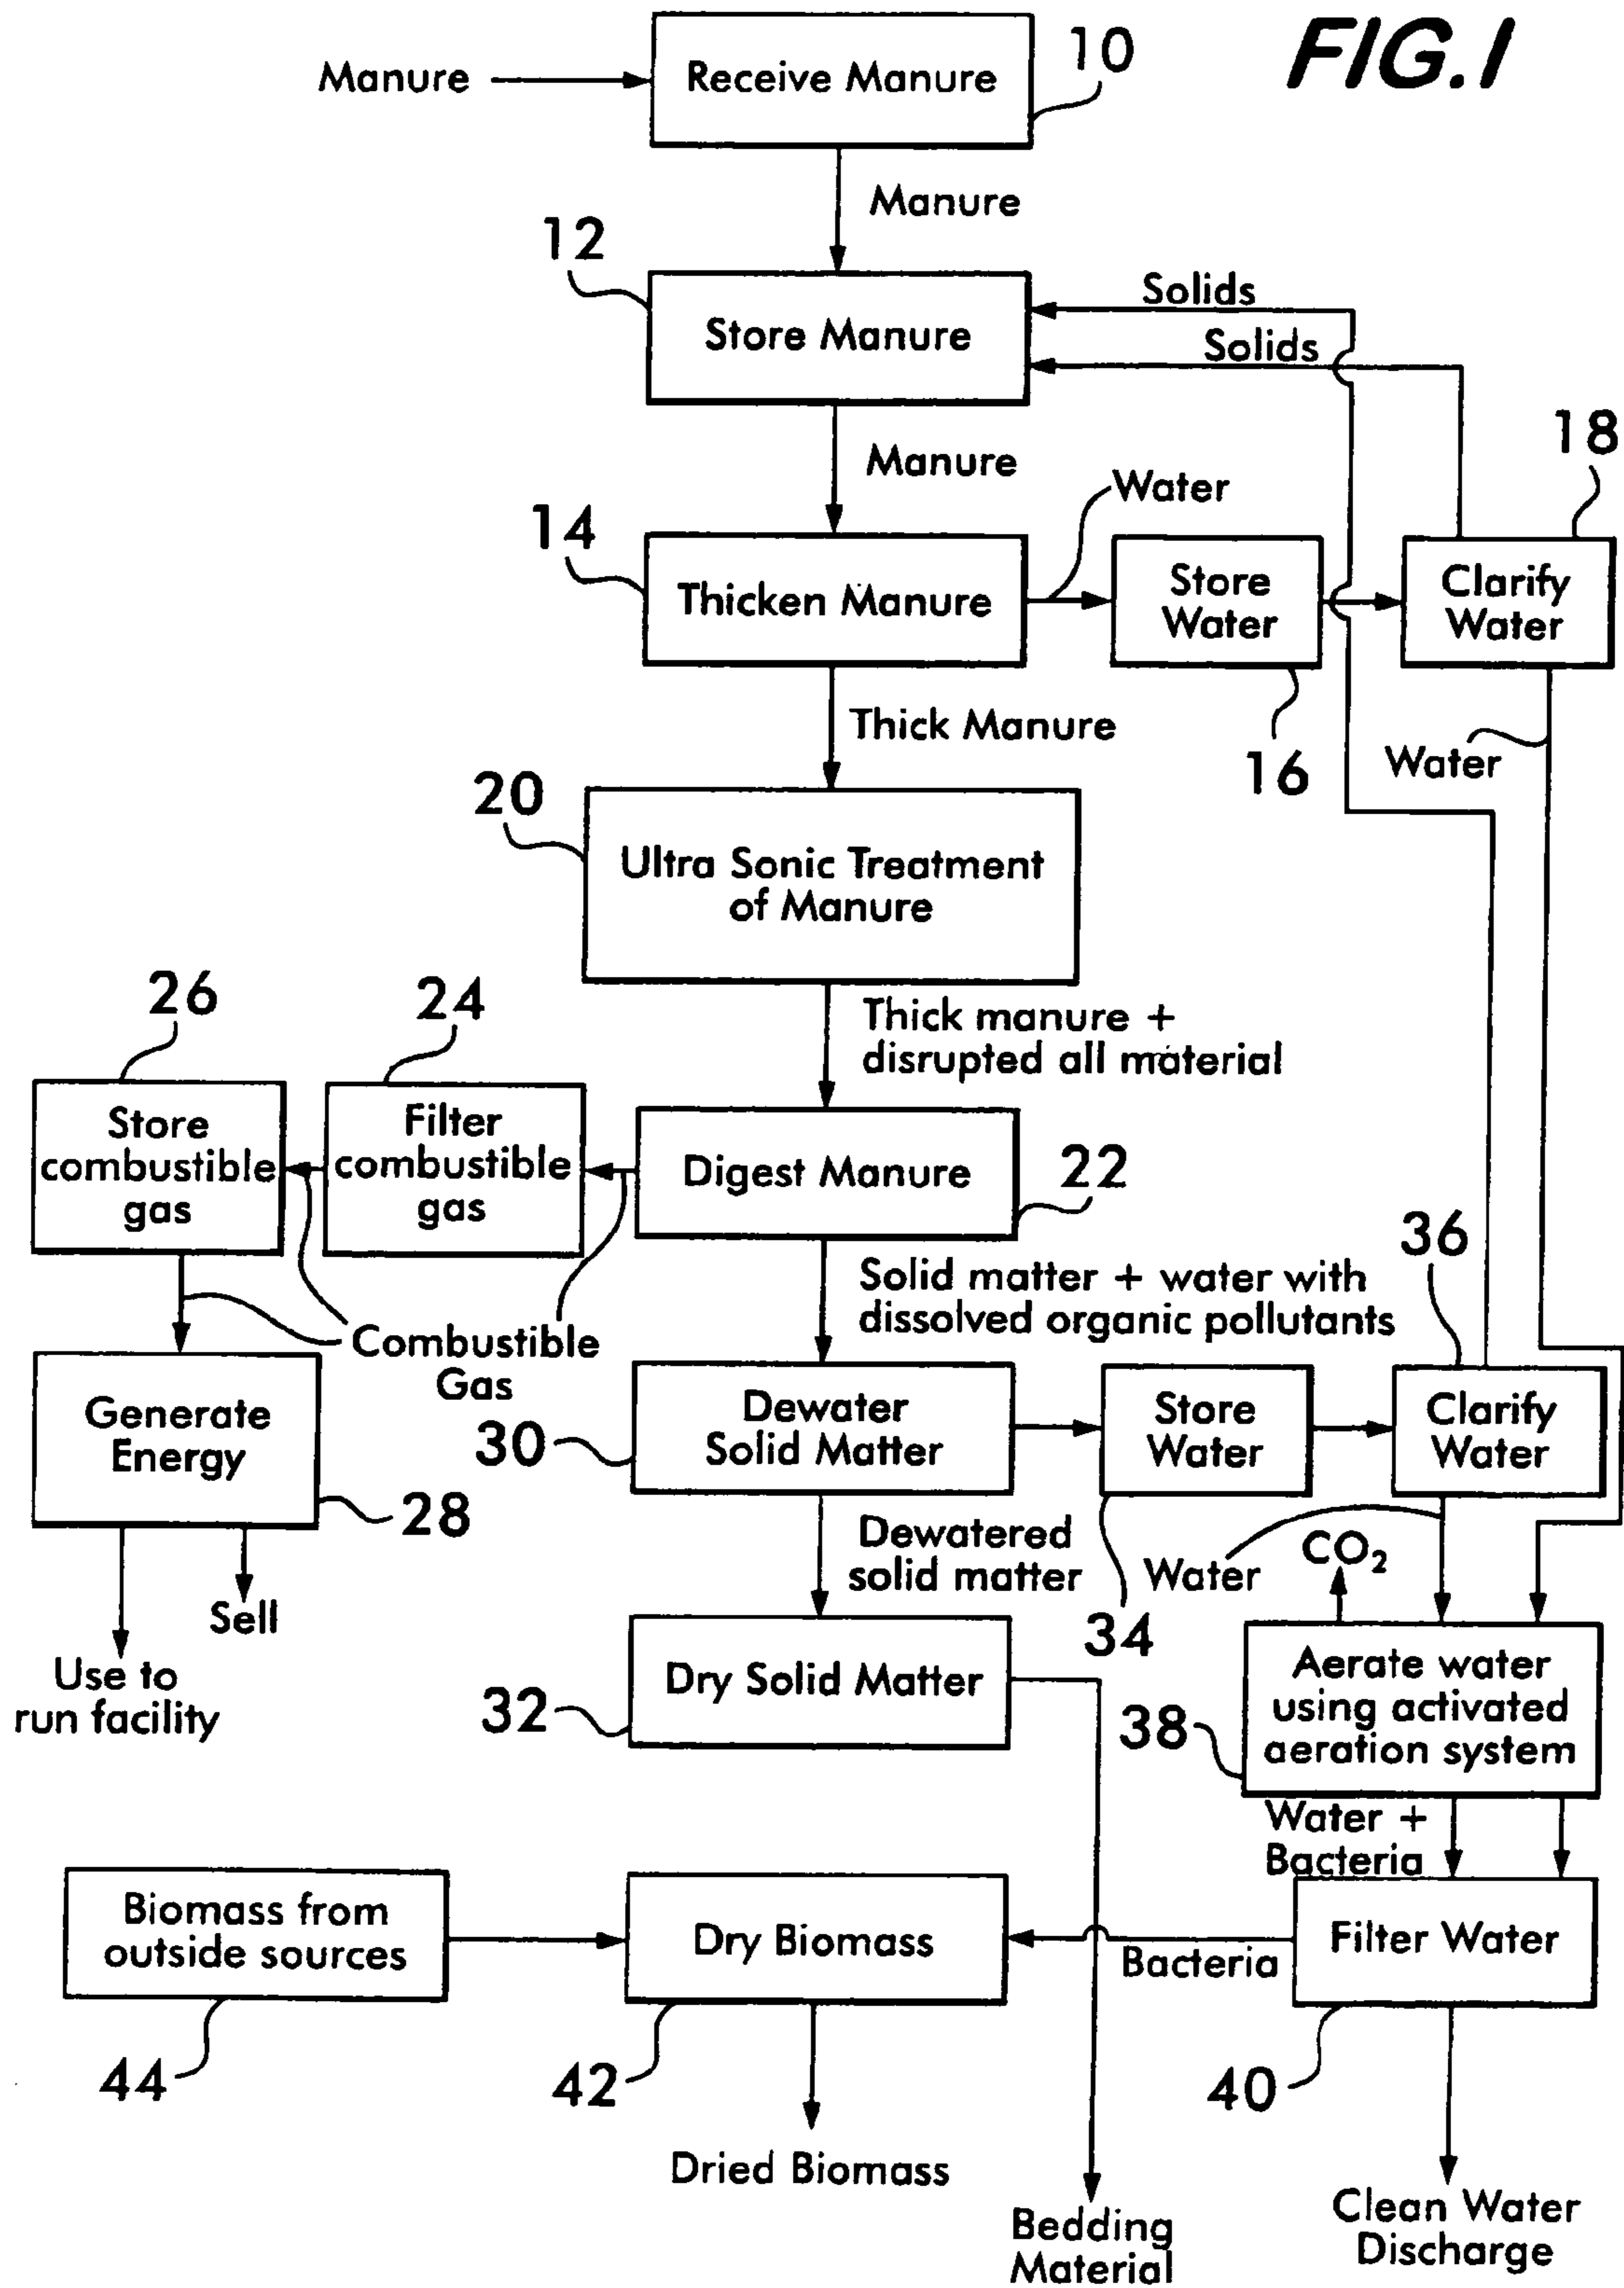 FIG.1
10
Manure
Receive Manure
Manure
12
Solids
Store Manure
Solids
18
Manure
Water
14
Thicken Manure
Store
Water
Clarify
Water
Thick Manure
16
Water
20
Ultra Sonic Treatment
of Manure
26
24
Thick manure +
disrupted all material
Store
combustible
gas
Filter
combustible
gas
Digest Manure
22
36
Solid matter + water with
dissolved organic pollutants
Combustible
Gas
Generate
Energy
28
30
Dewater
Solid Matter
Store
Water
Clarify
Water
Dewatered
solid matter
Water
CO₂
34
Sell
Use to
run facility
32
Dry Solid Matter
38
Aerate water
using activated
aeration system
Water +
Bacteria
Biomass from
outside sources
Dry Biomass
Bacteria
Filter Water
44
42
40
Dried Biomass
Bedding
Material
Clean Water
Discharge